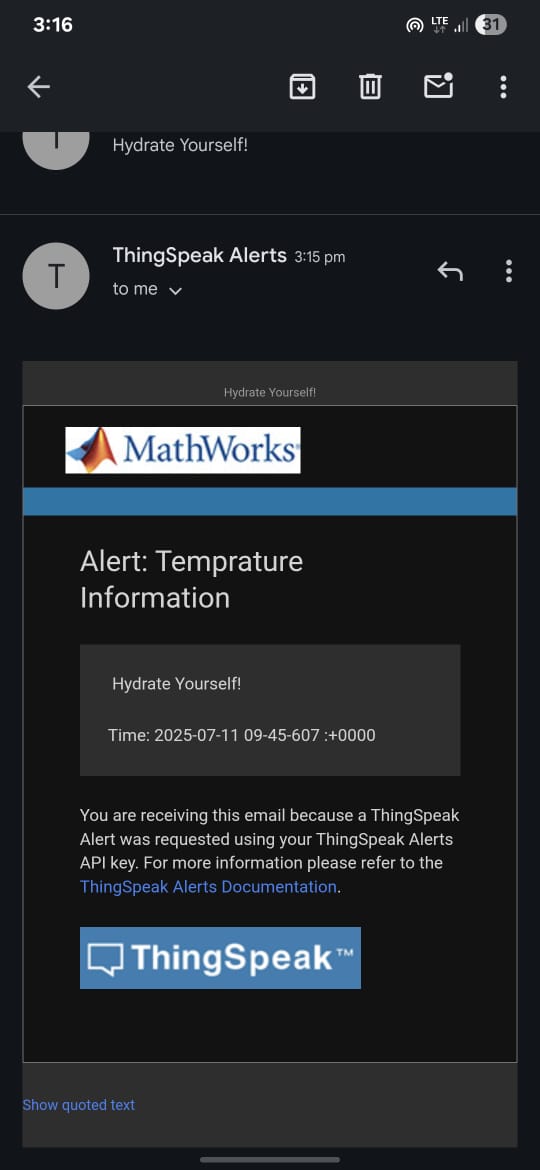 3:16
LTE
31
T
Hydrate Yourself!
T
ThingSpeak Alerts 3:15 pm
to me
Hydrate Yourself!
MathWorks®
Alert: Temprature
Information
Hydrate Yourself!
Time: 2025-07-11 09-45-607 :+0000
You are receiving this email because a ThingSpeak
Alert was requested using your ThingSpeak Alerts
API key. For more information please refer to the
ThingSpeak Alerts Documentation.
ThingSpeak™
Show quoted text